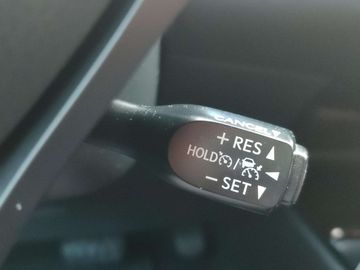 CANCEL
+ RES
HOLD /
− SET